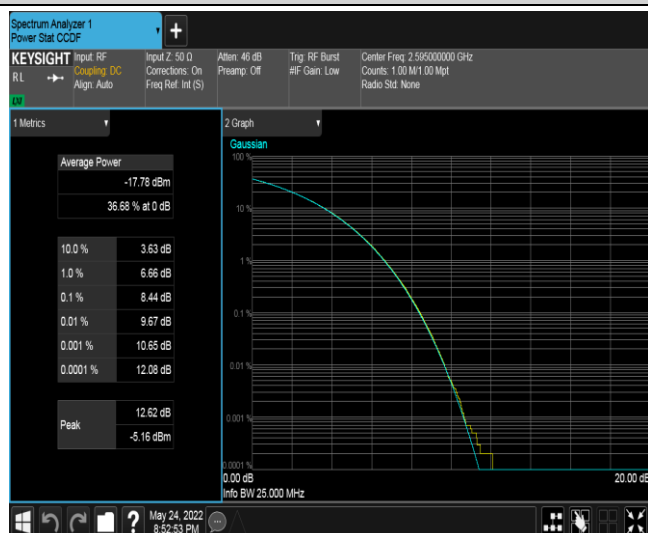 Spectrum Analyzer 1
Power Stat CCDF
KEYSIGHT
RL
LXI
Input: RF
Coupling: DC
Align: Auto
Input Z: 50 Ω
Corrections: On
Freq Ref: Int (S)
Atten: 46 dB
Preamp: Off
Trig: RF Burst
#IF Gain: Low
Center Freq: 2.595000000 GHz
Counts: 1.00 M/1.00 Mpt
Radio Std: None
1 Metrics
Average Power
-17.78 dBm
36.68 % at 0 dB
10.0 % 3.63 dB
1.0 % 6.66 dB
0.1 % 8.44 dB
0.01 % 9.67 dB
0.001 % 10.65 dB
0.0001 % 12.08 dB
Peak
12.62 dB
-5.16 dBm
2 Graph
Gaussian
100 %
10 %
1 %
0.1 %
0.01 %
0.001 %
0.0001 %
0.00 dB 20.00 dB
Info BW 25.000 MHz
?
May 24, 2022
8:52:53 PM